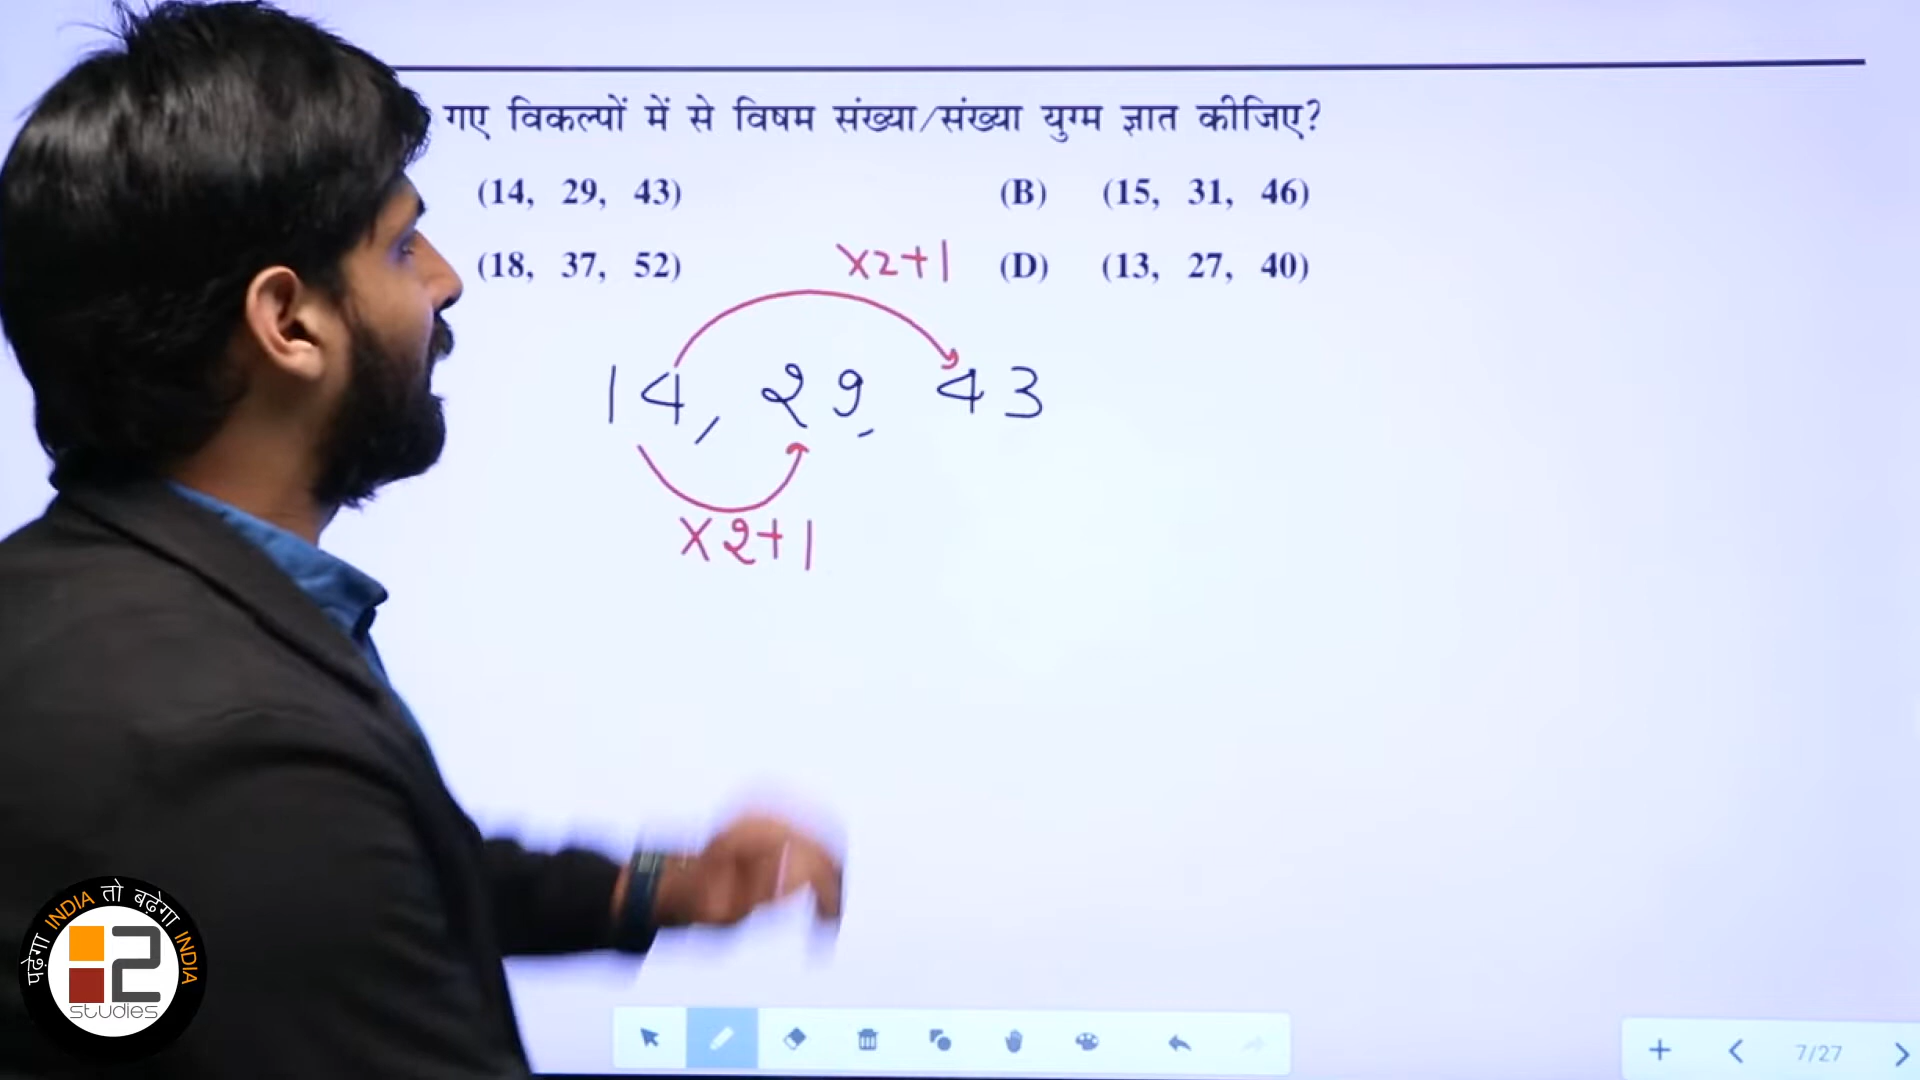 गए विकल्पों में से विषम संख्या/संख्या युग्म ज्ञात कीजिए?
(14, 29, 43) (B) (15, 31, 46)
(18, 37, 52) (D) (13, 27, 40)
x2+1
14, 29, 43
x2+1
पढ़ेगा INDIA तो बढ़ेगा INDIA
i2
studies
7/27